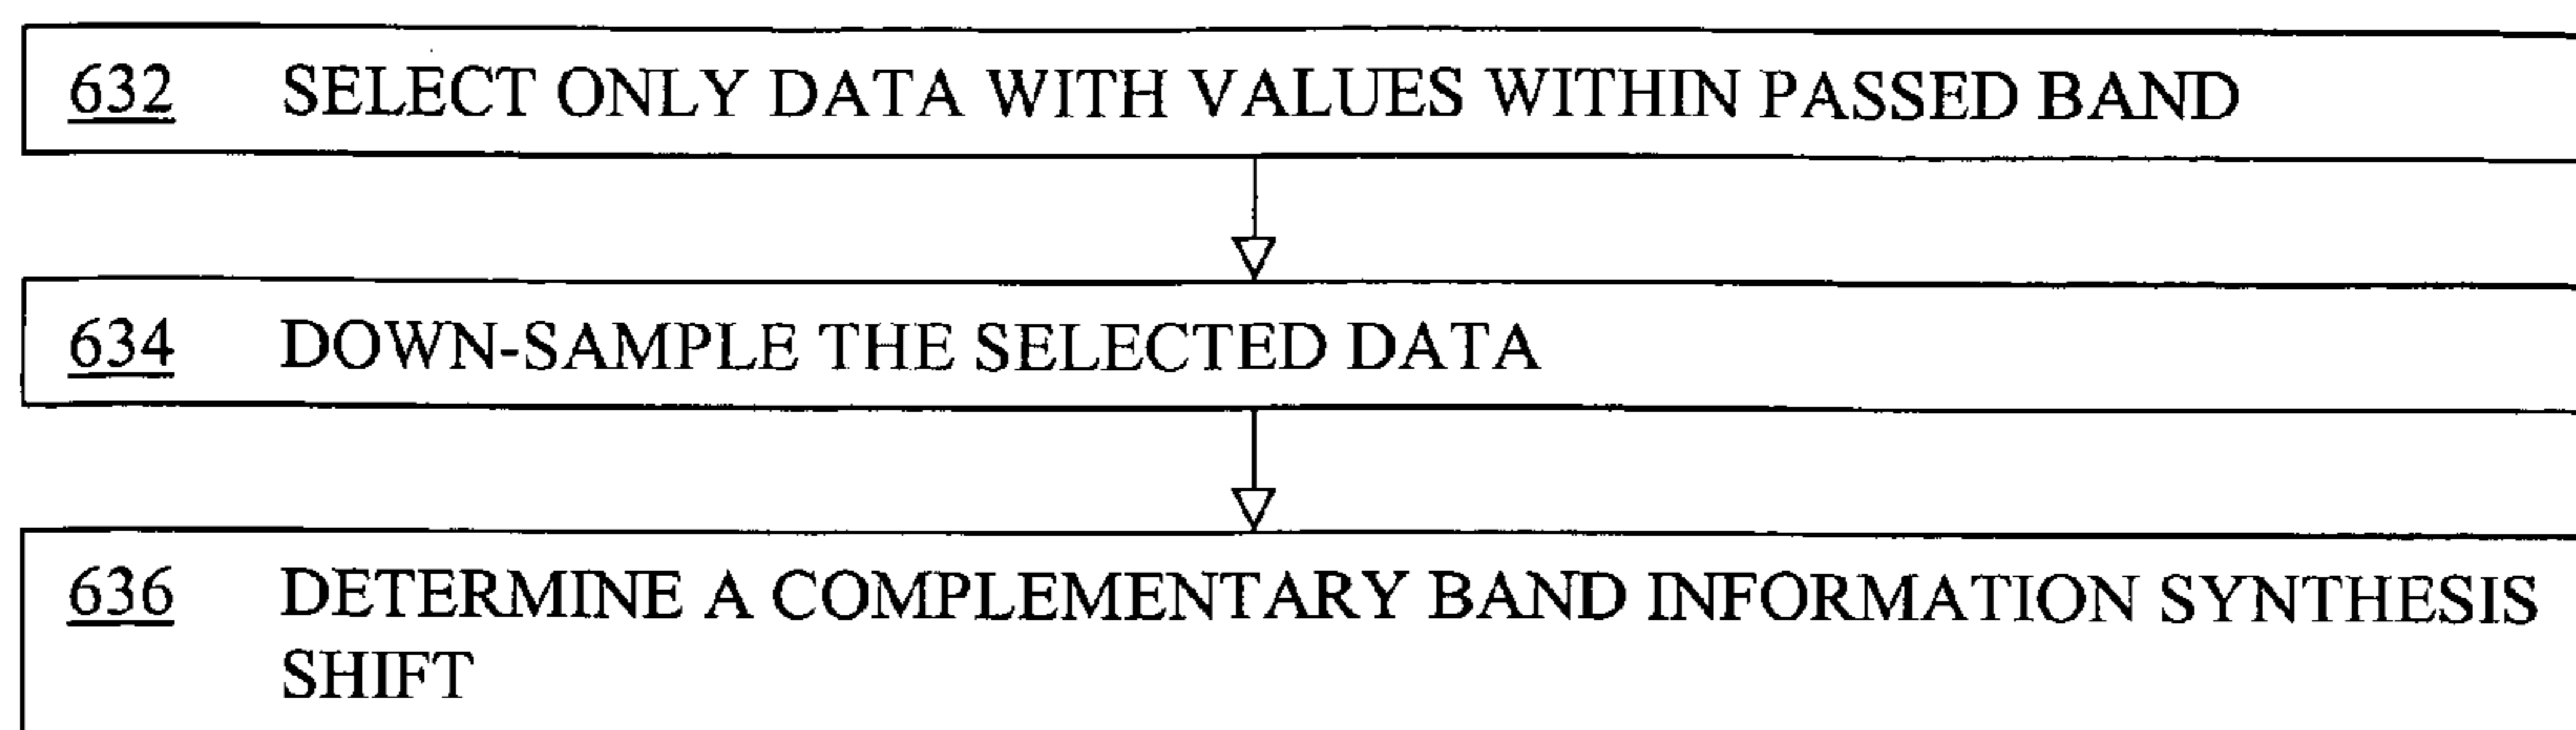 632 SELECT ONLY DATA WITH VALUES WITHIN PASSED BAND
634 DOWN-SAMPLE THE SELECTED DATA
636 DETERMINE A COMPLEMENTARY BAND INFORMATION SYNTHESIS
SHIFT